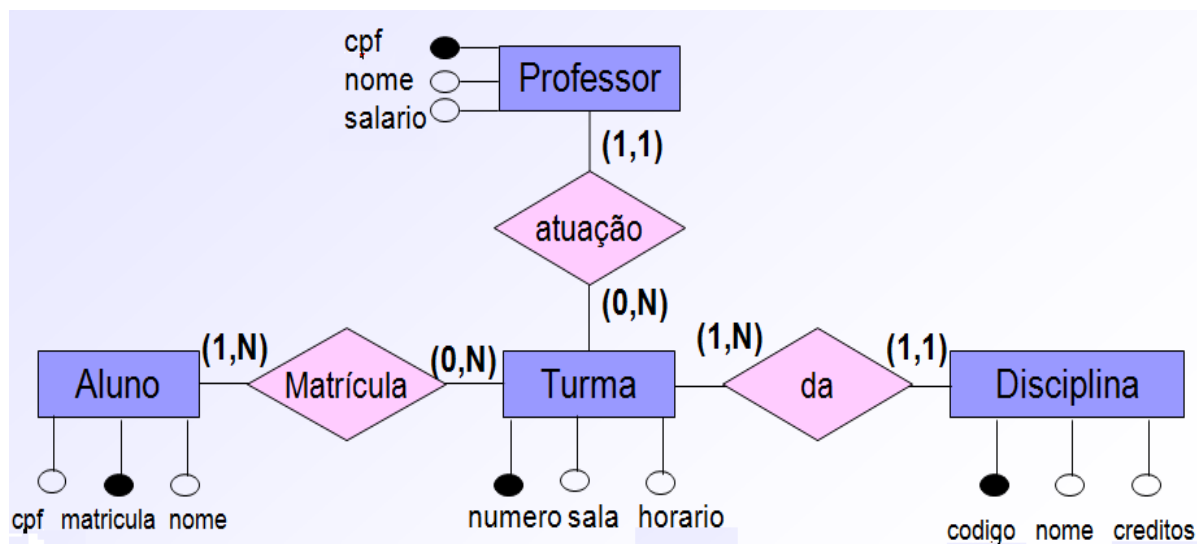 cpf
nome
salario
Professor
(1,1)
atuação
(0,N)
(1,N)
(0,N)
(1,N)
(1,1)
Aluno
Matrícula
Turma
da
Disciplina
cpf matricula nome
numero sala horario
codigo nome creditos